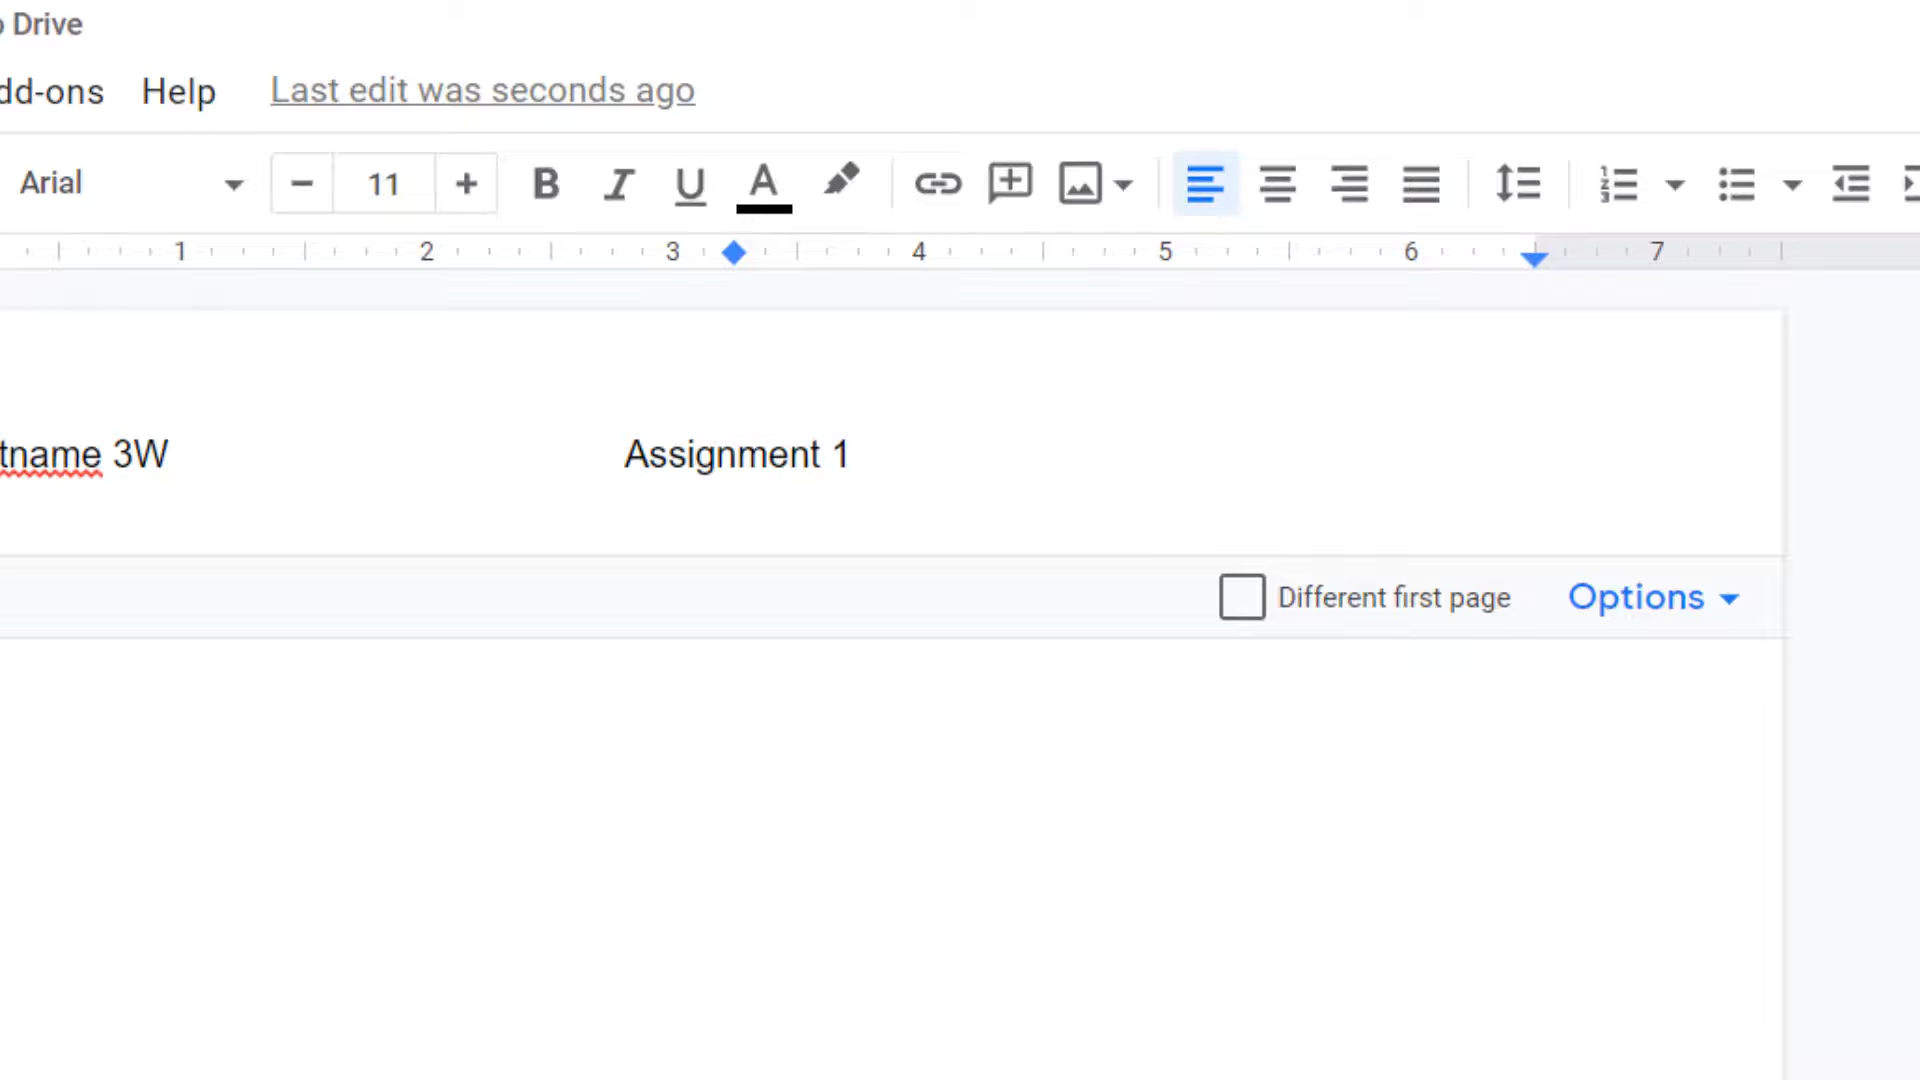 Drive
dd-ons Help Last edit was seconds ago
Arial 11 B I U A
1 2 3 4 5 6 7
tname 3W Assignment 1
Different first page Options